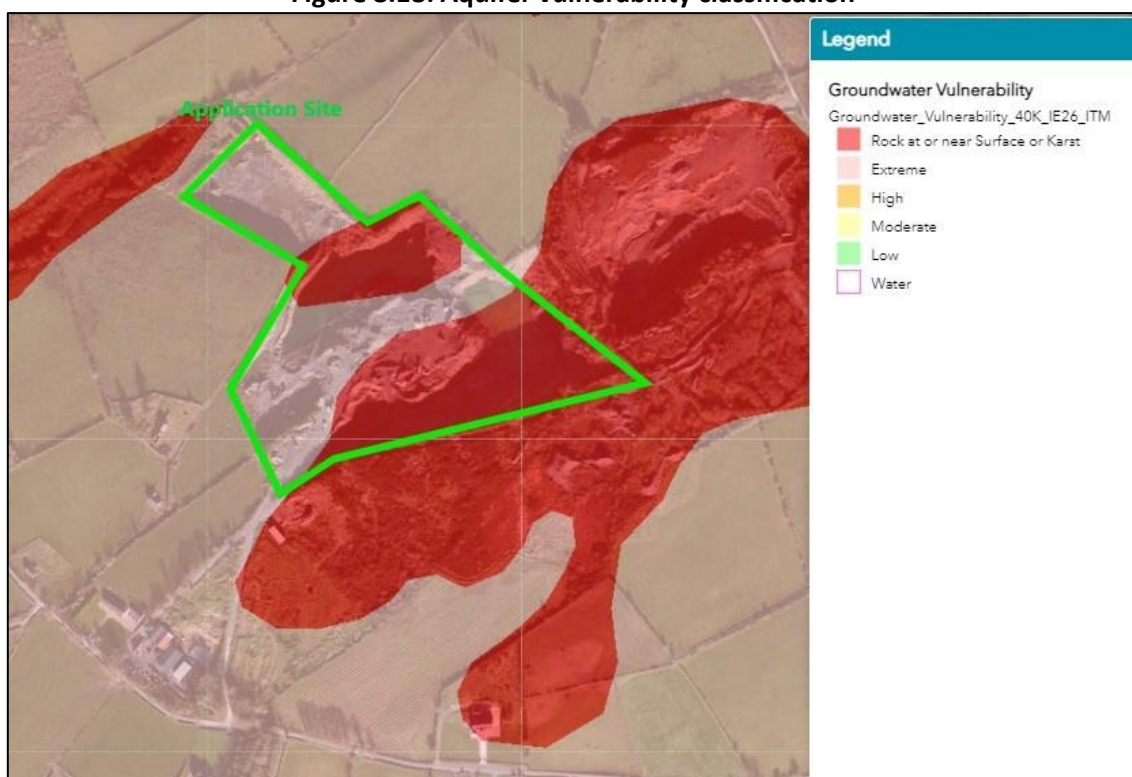 Application Site
Legend
Groundwater Vulnerability
Groundwater_Vulnerability_40K_IE26_ITM
Rock at or near Surface or Karst
Extreme
High
Moderate
Low
Water